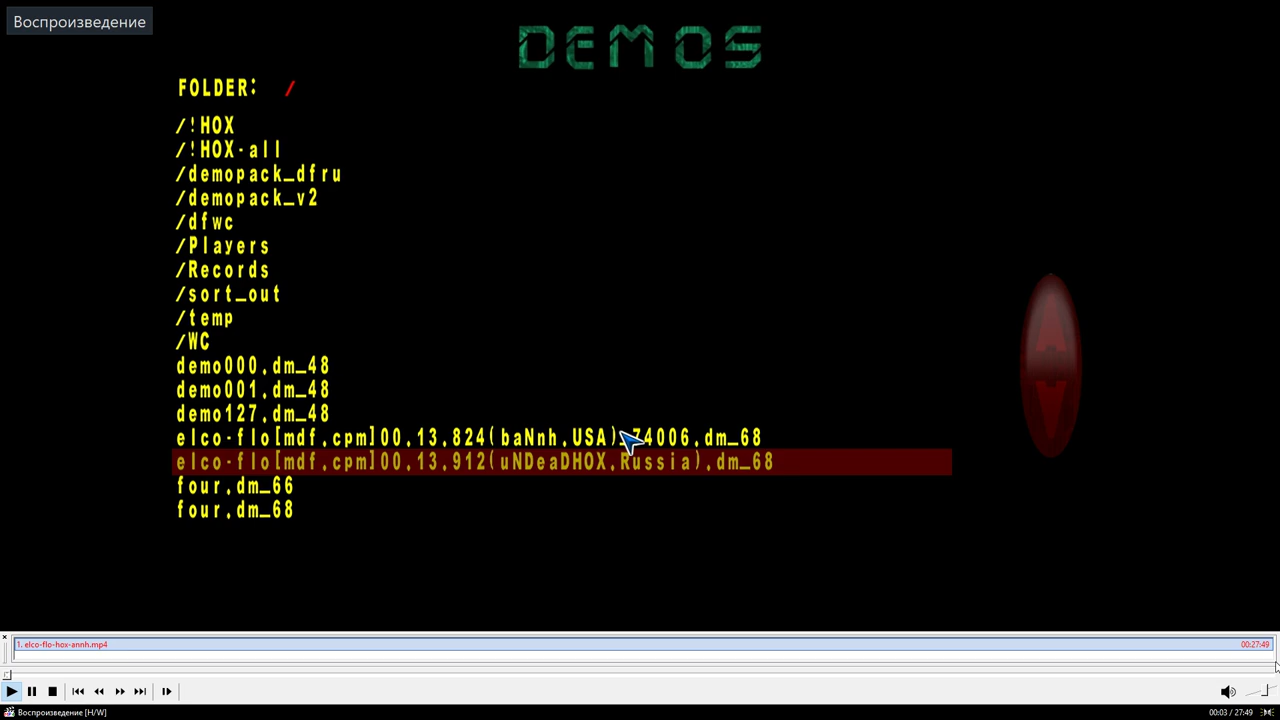 Воспроизведение
DEMOS
FOLDER: /
/!HOX
/!HOX-all
/demopack_dfru
/demopack_v2
/dfwc
/Players
/Records
/sort_out
/temp
/WC
demo000.dm_48
demo001.dm_48
demo127.dm_48
elco-flo[mdf.cpm]00.13.824(baNnh.USA)_74006.dm_68
elco-flo[mdf.cpm]00.13.912(uNDeaDHOX.Russia).dm_68
four.dm_66
four.dm_68
1. elco-flo-hox-annh.mp4 00:27:49
Воспроизведение [H/W] 00:03 / 27:49